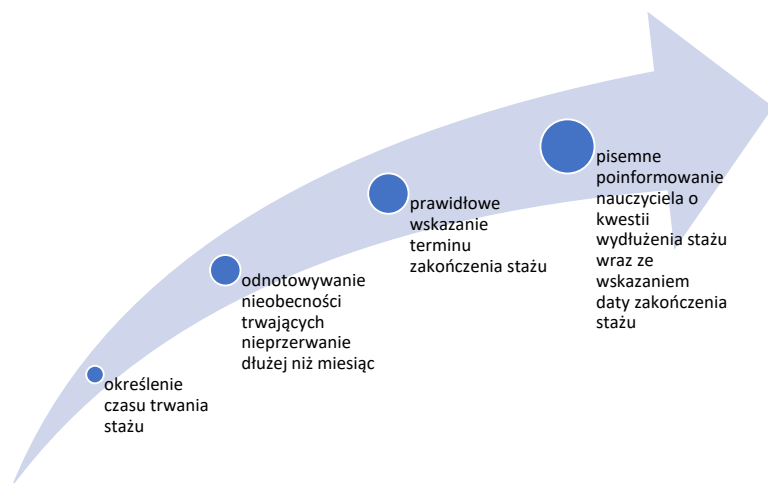 określenie
czasu trwania
stażu
odnotowywanie
nieobecności
trwających
nieprzerwanie
dłużej niż miesiąc
prawidłowe
wskazanie
terminu
zakończenia stażu
pisemne
poinformowanie
nauczyciela o
kwestii
wydłużenia stażu
wraz ze
wskazaniem
daty zakończenia
stażu